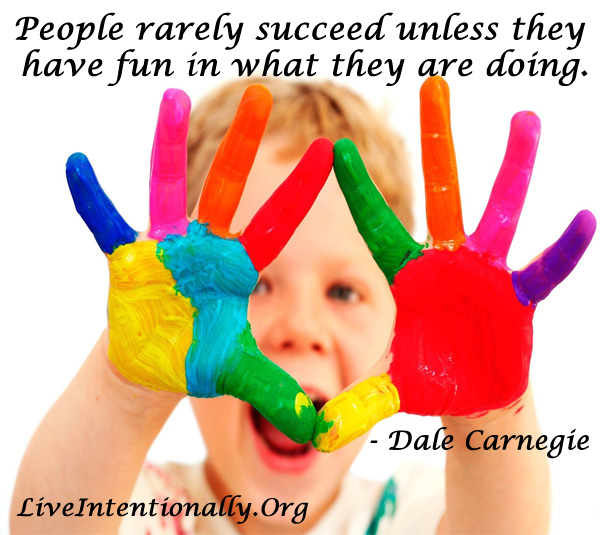 People rarely succeed unless they
have fun in what they are doing.
- Dale Carnegie
LiveIntentionally.Org